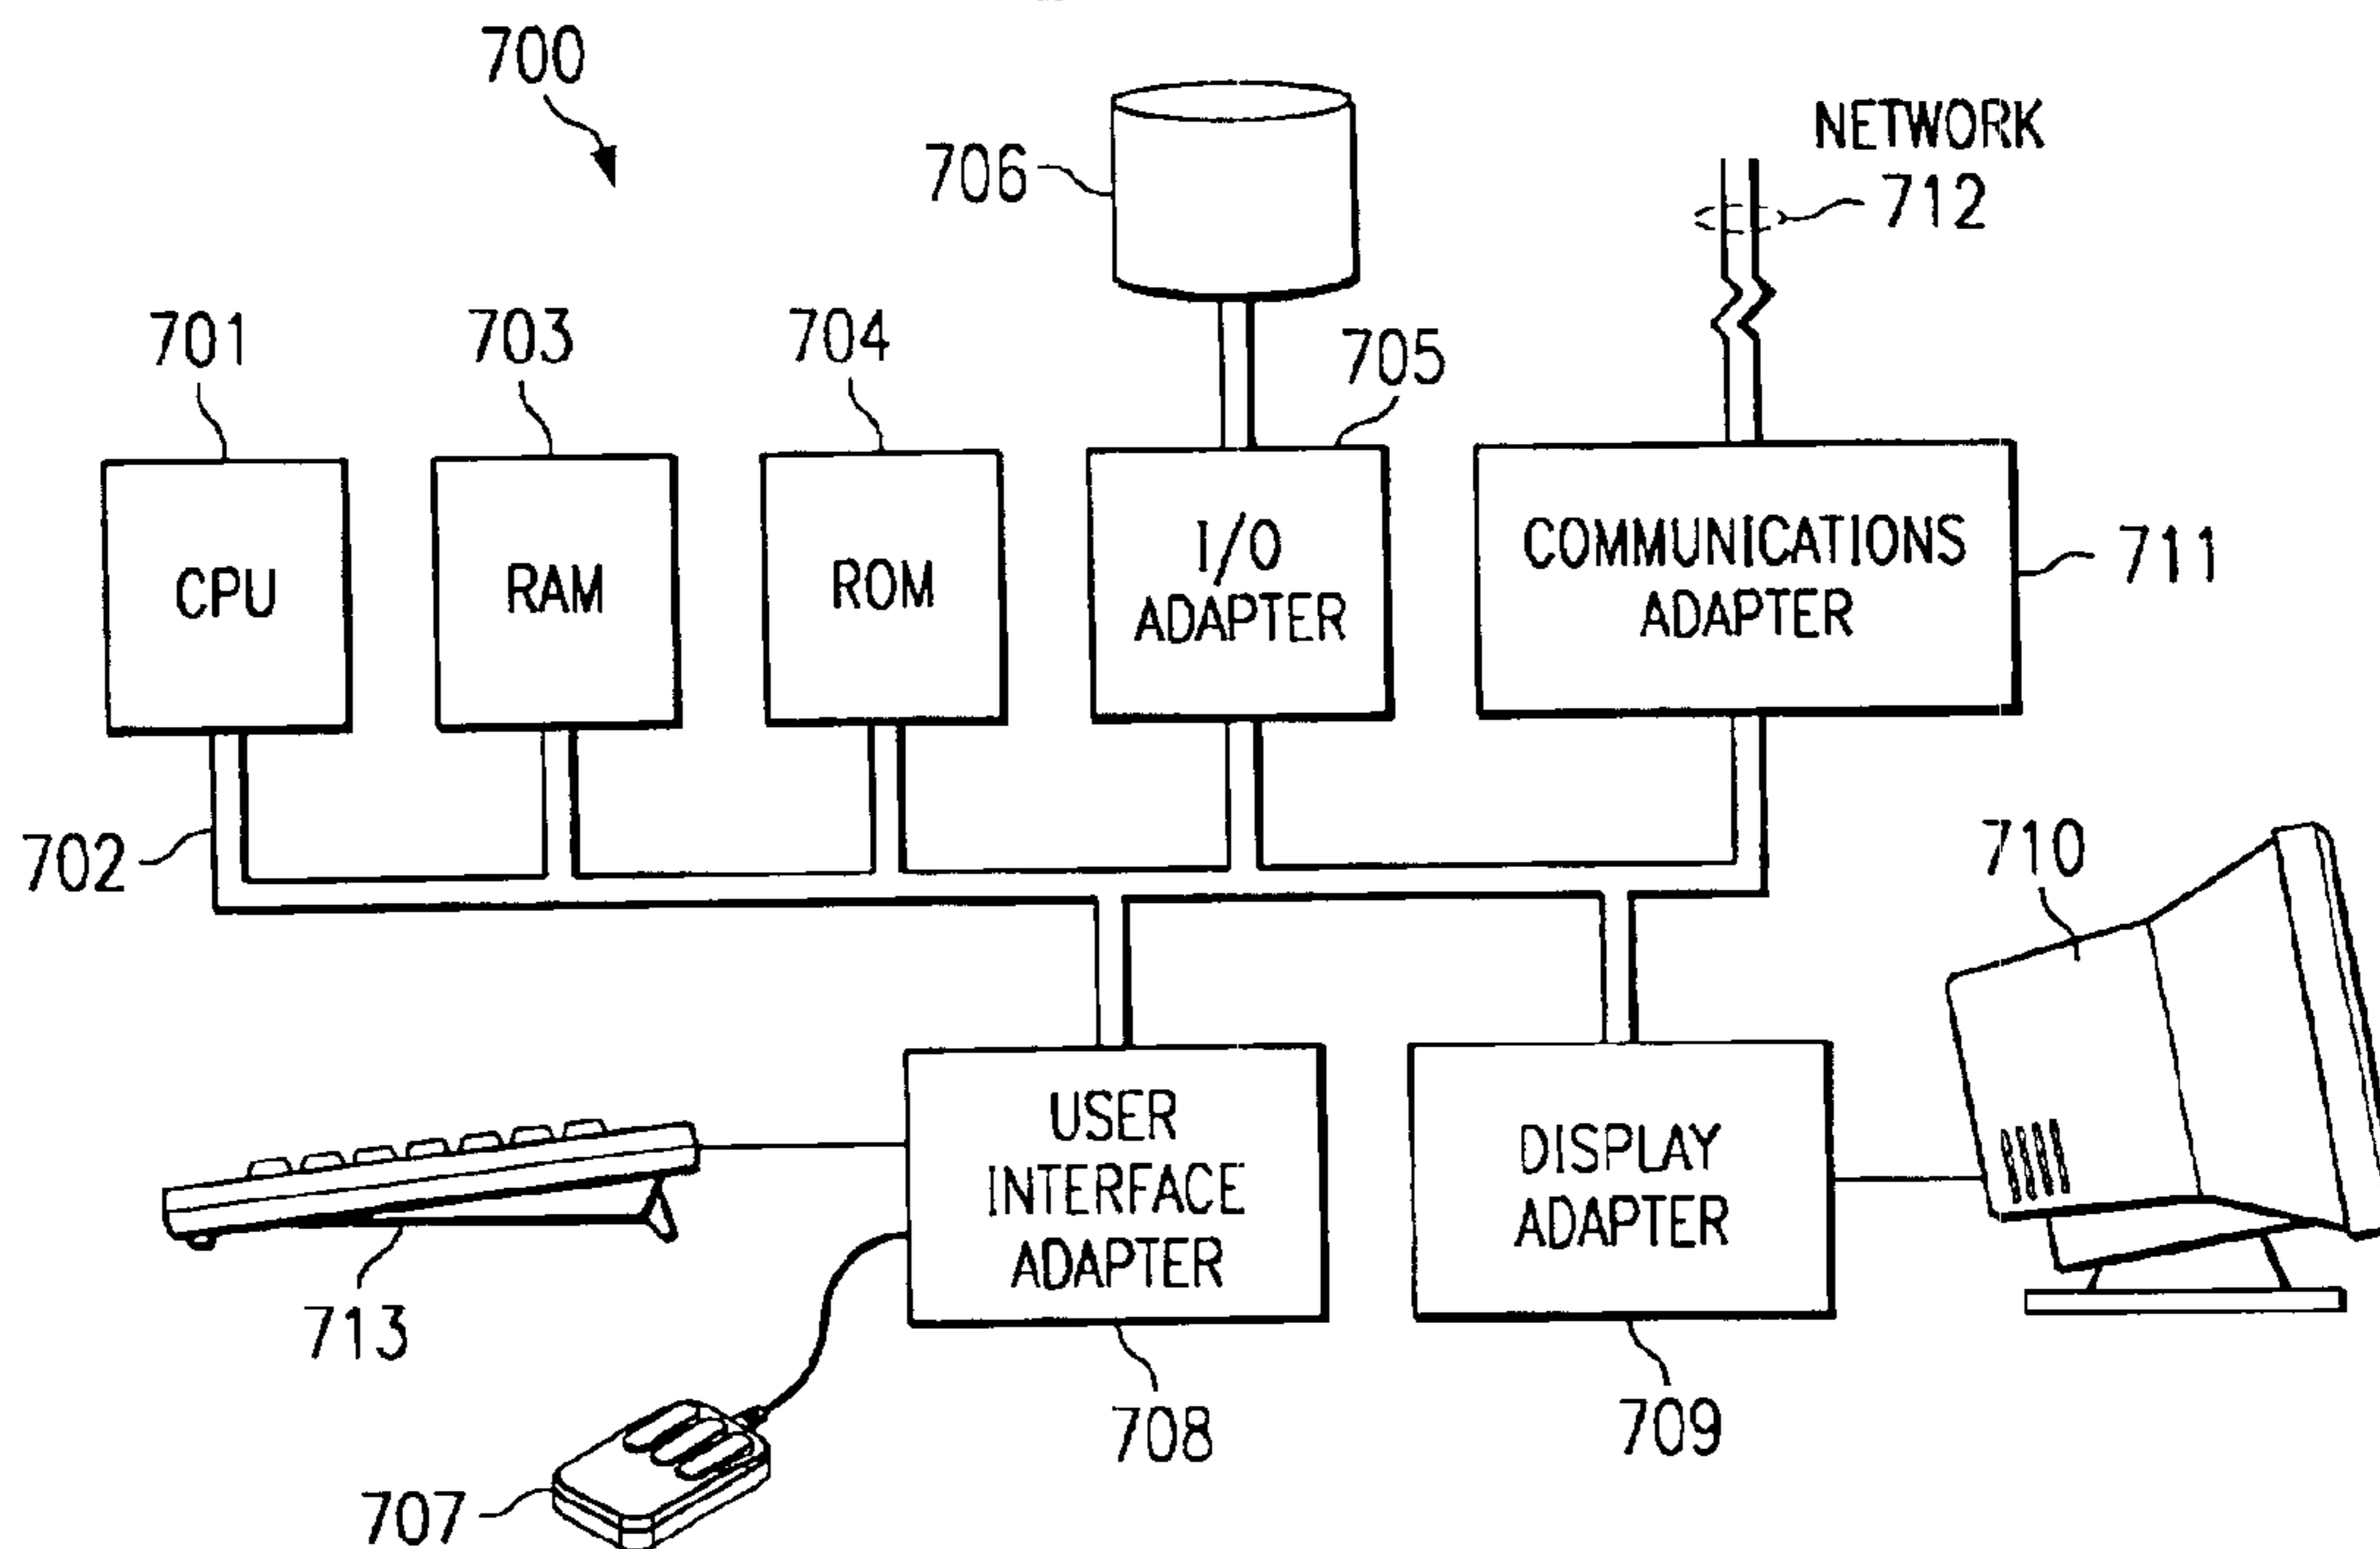 700
706
NETWORK
712
701
703
704
705
CPU
RAM
ROM
I/O
ADAPTER
COMMUNICATIONS
ADAPTER
711
702
710
USER
INTERFACE
ADAPTER
DISPLAY
ADAPTER
713
708
709
707